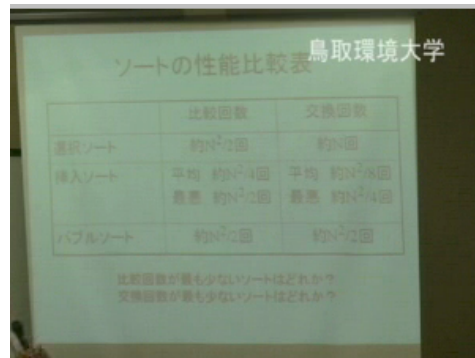 鳥取環境大学
ソートの性能比較表
比較回数 交換回数
選択ソート 約N²/2回 約N回
挿入ソート 平均 約N²/4回 平均 約N²/8回
最悪 約N²/2回 最悪 約N²/4回
バブルソート 約N²/2回 約N²/2回
比較回数が最も少ないソートはどれか？
交換回数が最も少ないソートはどれか？